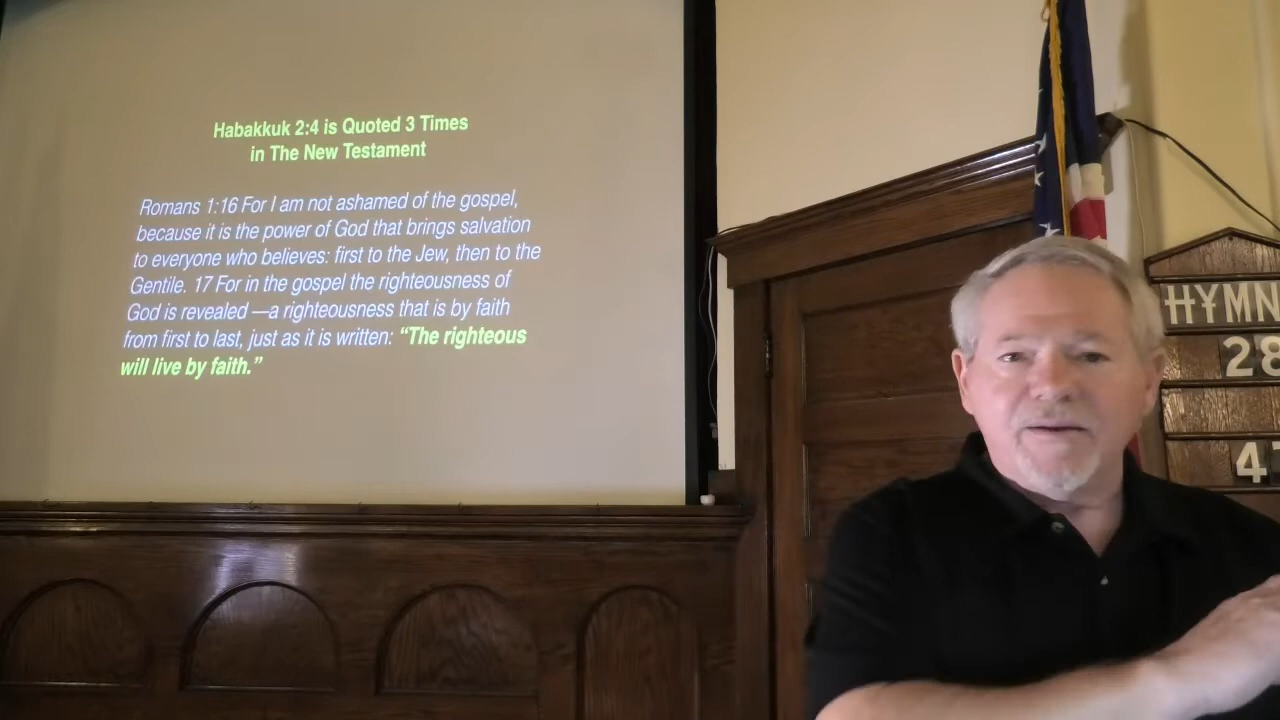 Habakkuk 2:4 is Quoted 3 Times
in The New Testament
Romans 1:16 For I am not ashamed of the gospel,
because it is the power of God that brings salvation
to everyone who believes: first to the Jew, then to the
Gentile. 17 For in the gospel the righteousness of
God is revealed —a righteousness that is by faith
from first to last, just as it is written: “The righteous
will live by faith.”
HYMN
28
4